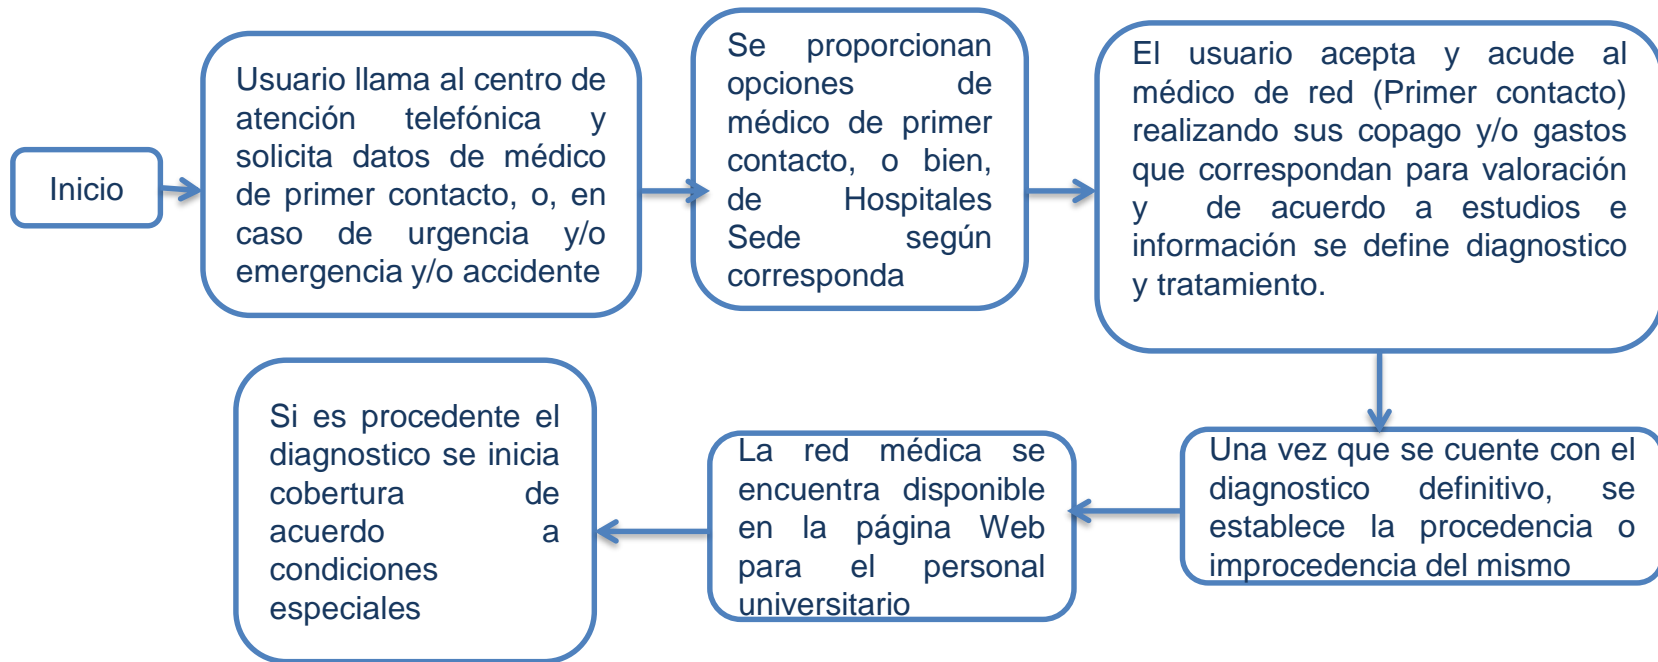 Inicio
Usuario llama al centro de
atención telefónica y
solicita datos de médico
de primer contacto, o, en
caso de urgencia y/o
emergencia y/o accidente
Se proporcionan
opciones de
médico de primer
contacto, o bien,
de Hospitales
Sede según
corresponda
El usuario acepta y acude al
médico de red (Primer contacto)
realizando sus copago y/o gastos
que correspondan para valoración
y de acuerdo a estudios e
información se define diagnostico
y tratamiento.
Una vez que se cuente con el
diagnostico definitivo, se
establece la procedencia o
improcedencia del mismo
La red médica se
encuentra disponible
en la página Web
para el personal
universitario
Si es procedente el
diagnostico se inicia
cobertura de
acuerdo a
condiciones
especiales